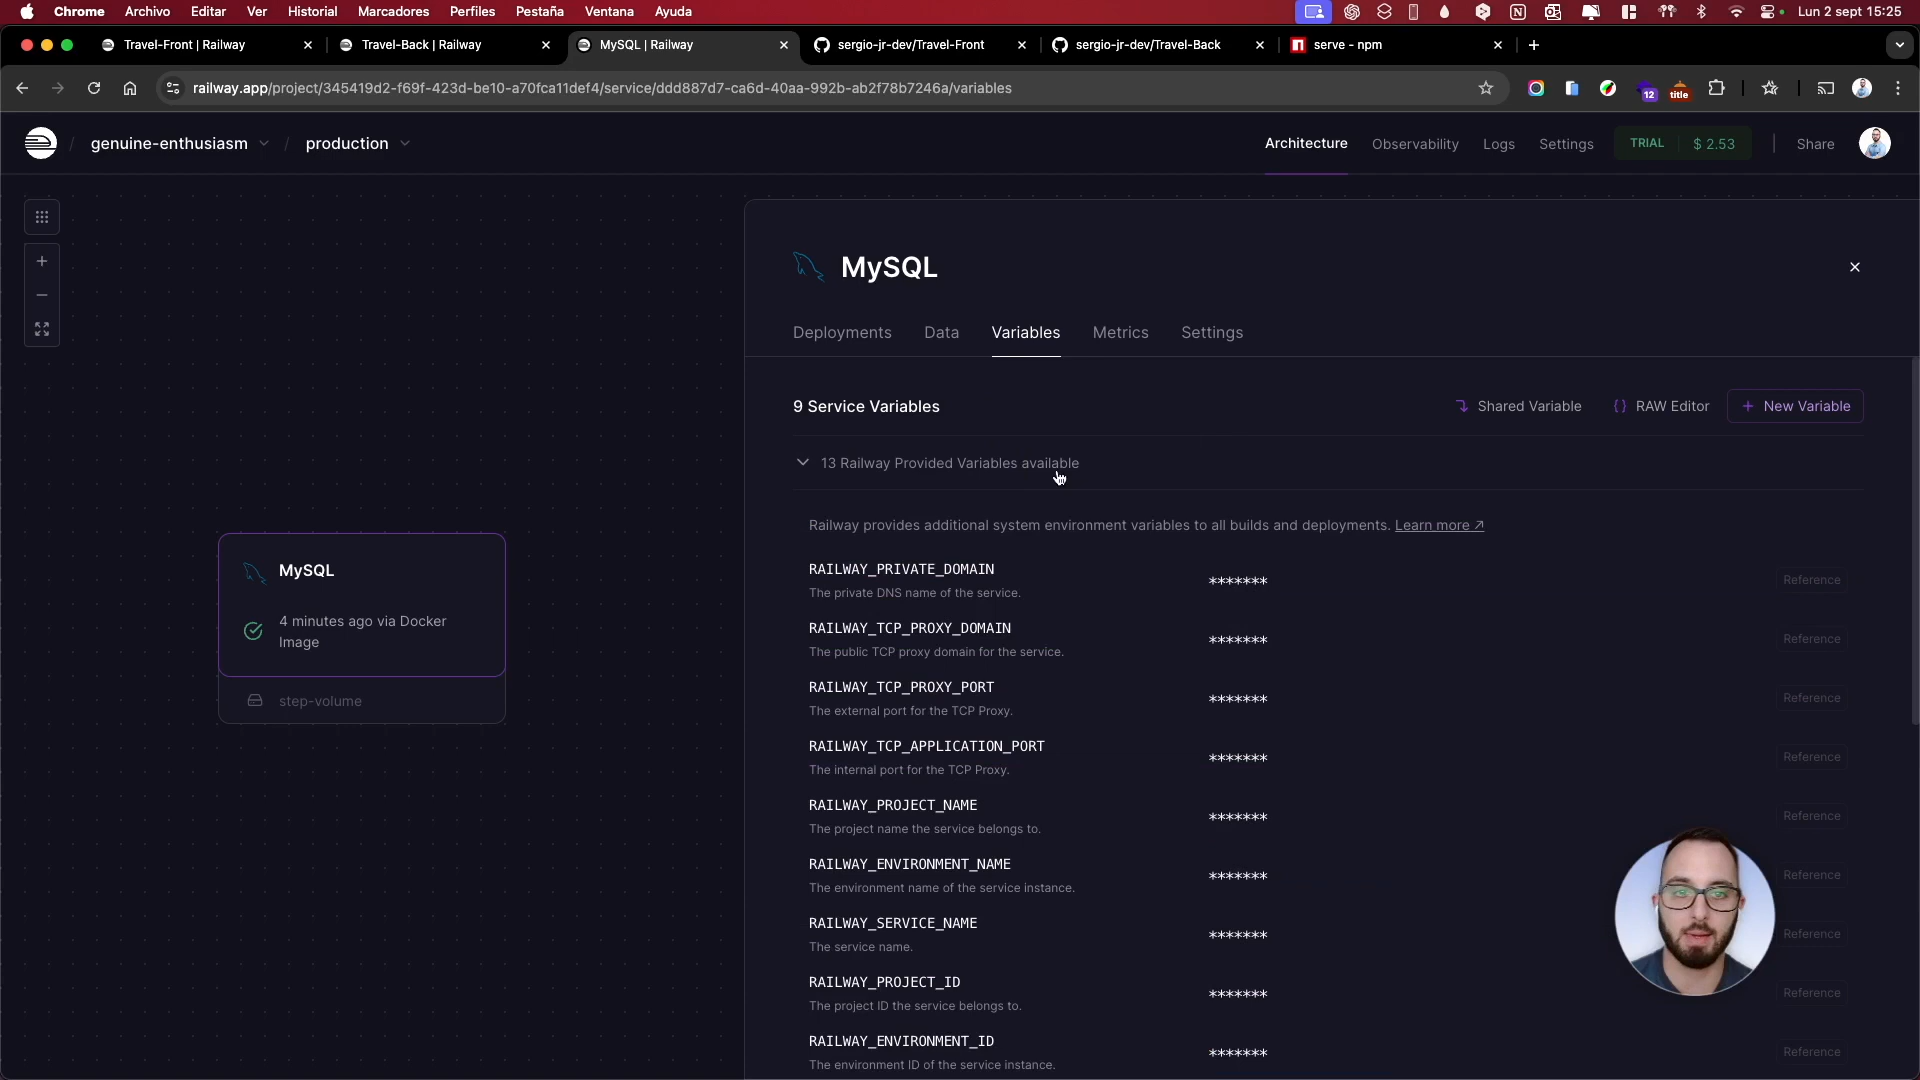 Chrome Archivo Editar Ver Historial Marcadores Perfiles Pestaña Ventana Ayuda Lun 2 sept 15:25
Travel-Front | Railway Travel-Back | Railway MySQL | Railway sergio-jr-dev/Travel-Front sergio-jr-dev/Travel-Back serve - npm
railway.app/project/345419d2-f69f-423d-be10-a70fca11def4/service/ddd887d7-ca6d-40aa-992b-ab2f78b7246a/variables 12 title
genuine-enthusiasm / production Architecture Observability Logs Settings TRIAL $ 2.53 Share
MySQL
Deployments Data Variables Metrics Settings
9 Service Variables Shared Variable {} RAW Editor + New Variable
13 Railway Provided Variables available
Railway provides additional system environment variables to all builds and deployments. Learn more ↗
RAILWAY_PRIVATE_DOMAIN
The private DNS name of the service.
******* Reference
RAILWAY_TCP_PROXY_DOMAIN
The public TCP proxy domain for the service.
******* Reference
RAILWAY_TCP_PROXY_PORT
The external port for the TCP Proxy.
******* Reference
RAILWAY_TCP_APPLICATION_PORT
The internal port for the TCP Proxy.
******* Reference
RAILWAY_PROJECT_NAME
The project name the service belongs to.
******* Reference
RAILWAY_ENVIRONMENT_NAME
The environment name of the service instance.
******* Reference
RAILWAY_SERVICE_NAME
The service name.
******* Reference
RAILWAY_PROJECT_ID
The project ID the service belongs to.
******* Reference
RAILWAY_ENVIRONMENT_ID
The environment ID of the service instance.
******* Reference
MySQL
4 minutes ago via Docker
Image
step-volume